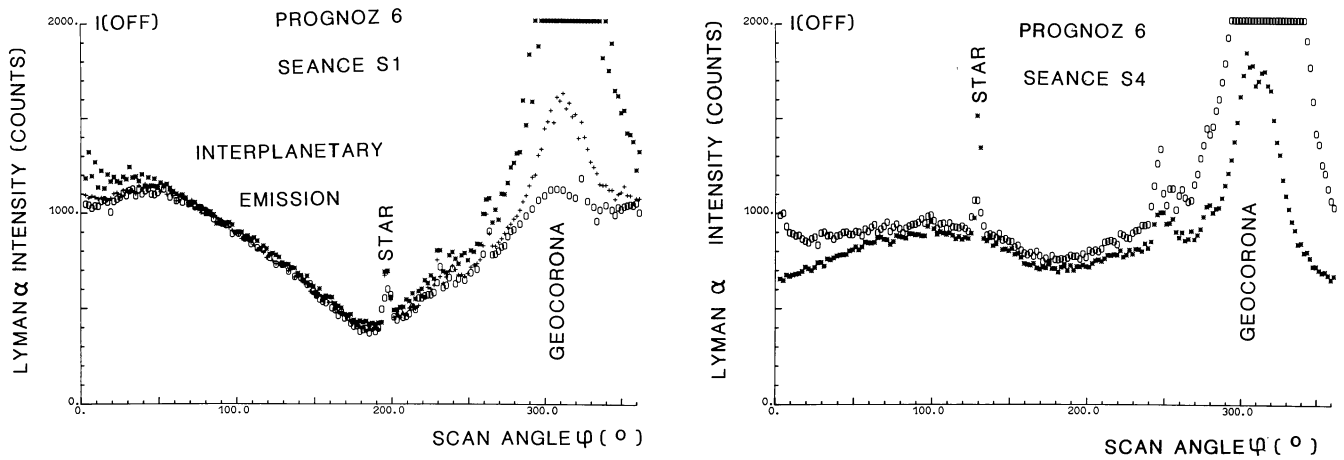 2000.
I(OFF)
PROGNOZ 6
SEANCE S1
INTERPLANETARY
EMISSION
STAR
GEOCORONA
1000.
0.
0. 100.0 200.0 300.0
LYMAN α INTENSITY (COUNTS)
SCAN ANGLE ψ ( O )
2000.
I(OFF)
PROGNOZ 6
SEANCE S4
STAR
GEOCORONA
1000.
0.
0. 100.0 200.0 300.0
LYMAN α INTENSITY (COUNTS)
SCAN ANGLE ψ ( O )